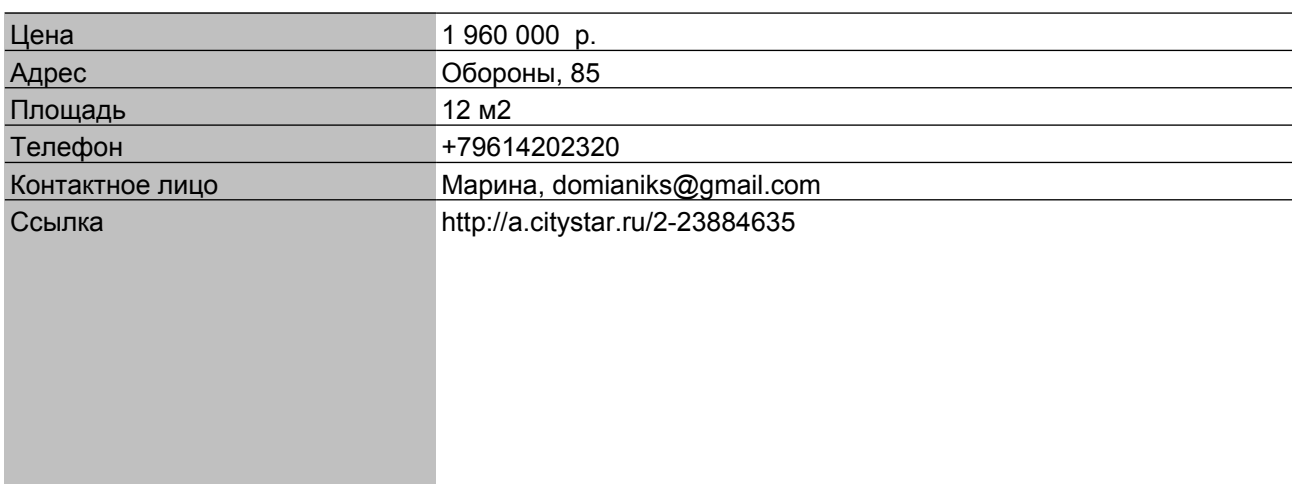 Цена 1 960 000 р.
Адрес Обороны, 85
Площадь 12 м2
Телефон +79614202320
Контактное лицо Марина, domianiks@gmail.com
Ссылка http://a.citystar.ru/2-23884635